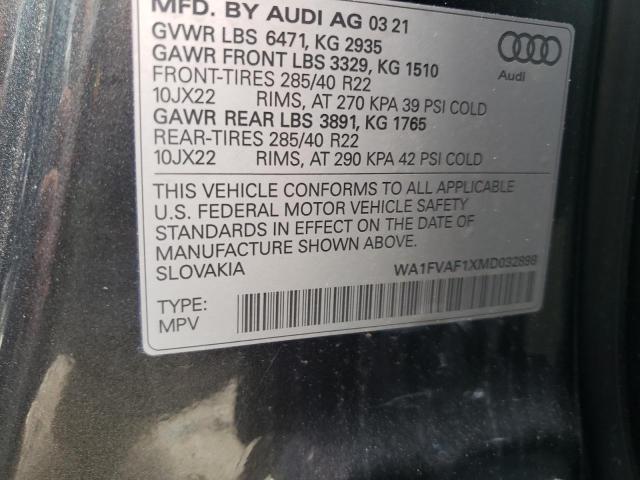 MFD. BY AUDI AG 03 21
GVWR LBS 6471, KG 2935
GAWR FRONT LBS 3329, KG 1510
FRONT-TIRES 285/40 R22
10JX22 RIMS, AT 270 KPA 39 PSI COLD
GAWR REAR LBS 3891, KG 1765
REAR-TIRES 285/40 R22
10JX22 RIMS, AT 290 KPA 42 PSI COLD
Audi
THIS VEHICLE CONFORMS TO ALL APPLICABLE
U.S. FEDERAL MOTOR VEHICLE SAFETY
STANDARDS IN EFFECT ON THE DATE OF
MANUFACTURE SHOWN ABOVE.
SLOVAKIA
WA1FVAF1XMD032898
TYPE:
MPV